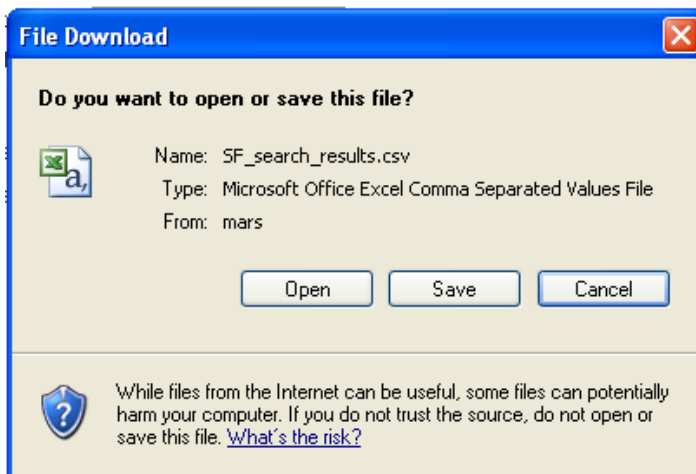 File Download
Do you want to open or save this file?
Name: SF_search_results.csv
Type: Microsoft Office Excel Comma Separated Values File
From: mars
Open Save Cancel
While files from the Internet can be useful, some files can potentially
harm your computer. If you do not trust the source, do not open or
save this file. What's the risk?